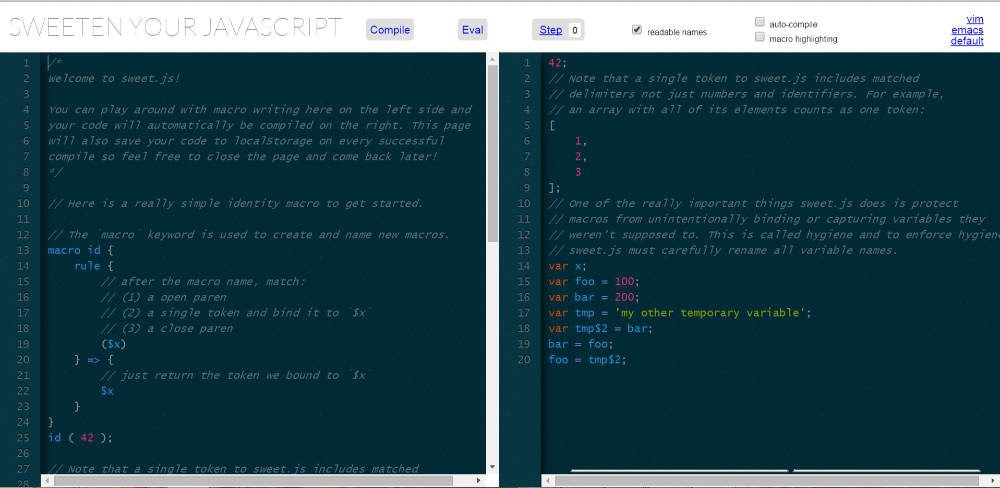 SWEETEN YOUR JAVASCRIPT
Compile
Eval
Step 0
readable names
auto-compile
macro highlighting
vim
emacs
default
1 /*
2 Welcome to sweet.js!
3
4 You can play around with macro writing here on the left side and
5 your code will automatically be compiled on the right. This page
6 will also save your code to localStorage on every successful
7 compile so feel free to close the page and come back later!
8 */
9
10 // Here is a really simple identity macro to get started.
11
12 // The `macro` keyword is used to create and name new macros.
13 macro id {
14 rule {
15 // after the macro name, match:
16 // (1) a open paren
17 // (2) a single token and bind it to `$x`
18 // (3) a close paren
19 ($x)
20 } => {
21 // just return the token we bound to `$x`
22 $x
23 }
24 }
25 id ( 42 );
26
27 // Note that a single token to sweet.js includes matched
28
1 42;
2 // Note that a single token to sweet.js includes matched
3 // delimiters not just numbers and identifiers. For example,
4 // an array with all of its elements counts as one token:
5 [
6 1,
7 2,
8 3
9 ];
10 // One of the really important things sweet.js does is protect
11 // macros from unintentionally binding or capturing variables they
12 // weren't supposed to. This is called hygiene and to enforce hygien
13 // sweet.js must carefully rename all variable names.
14 var x;
15 var foo = 100;
16 var bar = 200;
17 var tmp = 'my other temporary variable';
18 var tmp$2 = bar;
19 bar = foo;
20 foo = tmp$2;